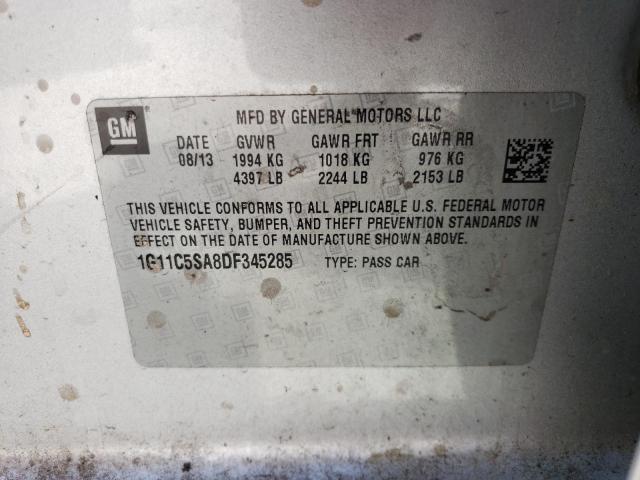 GM
MFD BY GENERAL MOTORS LLC
DATE GVWR GAWR FRT GAWR RR
08/13 1994 KG 1018 KG 976 KG
4397 LB 2244 LB 2153 LB
THIS VEHICLE CONFORMS TO ALL APPLICABLE U.S. FEDERAL MOTOR
VEHICLE SAFETY, BUMPER, AND THEFT PREVENTION STANDARDS IN
EFFECT ON THE DATE OF MANUFACTURE SHOWN ABOVE.
1G11C5SA8DF345285 TYPE: PASS CAR